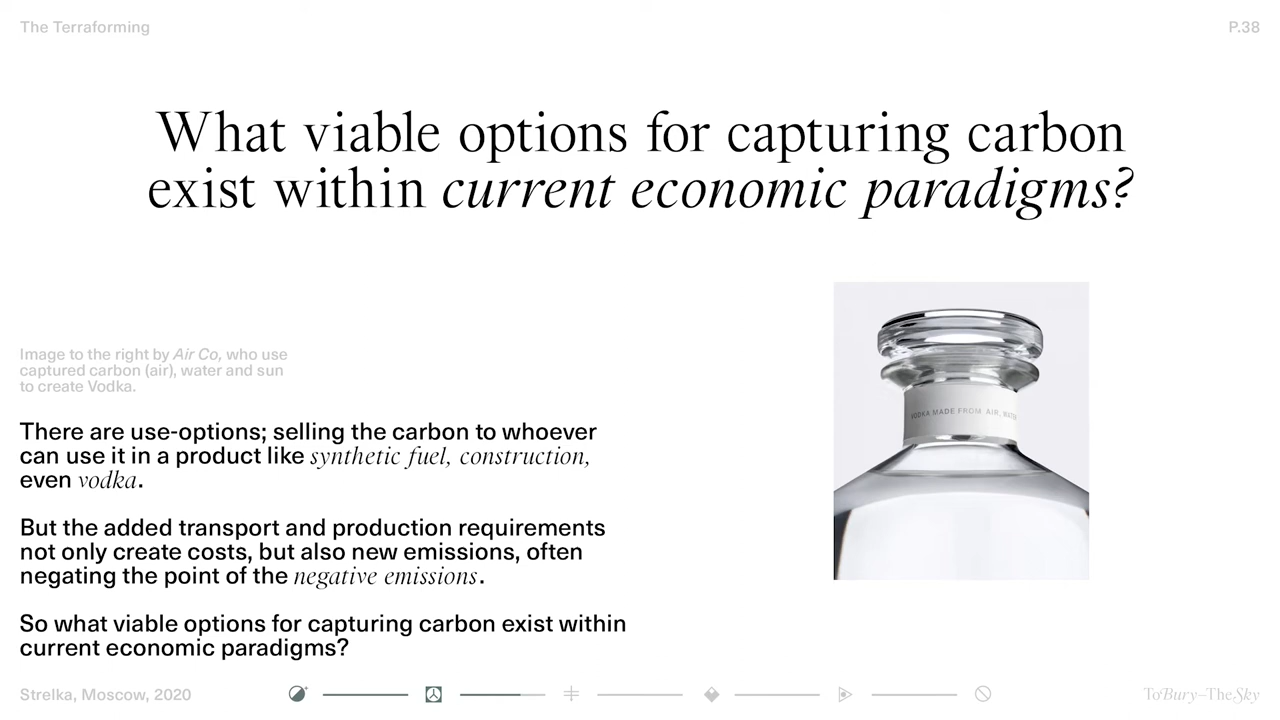 The Terraforming
P.38
What viable options for capturing carbon
exist within current economic paradigms?
Image to the right by Air Co, who use
captured carbon (air), water and sun
to create Vodka.
VODKA MADE FROM AIR,
There are use-options; selling the carbon to whoever
can use it in a product like synthetic fuel, construction,
even vodka.
But the added transport and production requirements
not only create costs, but also new emissions, often
negating the point of the negative emissions.
So what viable options for capturing carbon exist within
current economic paradigms?
Strelka, Moscow, 2020
To Bury–The Sky